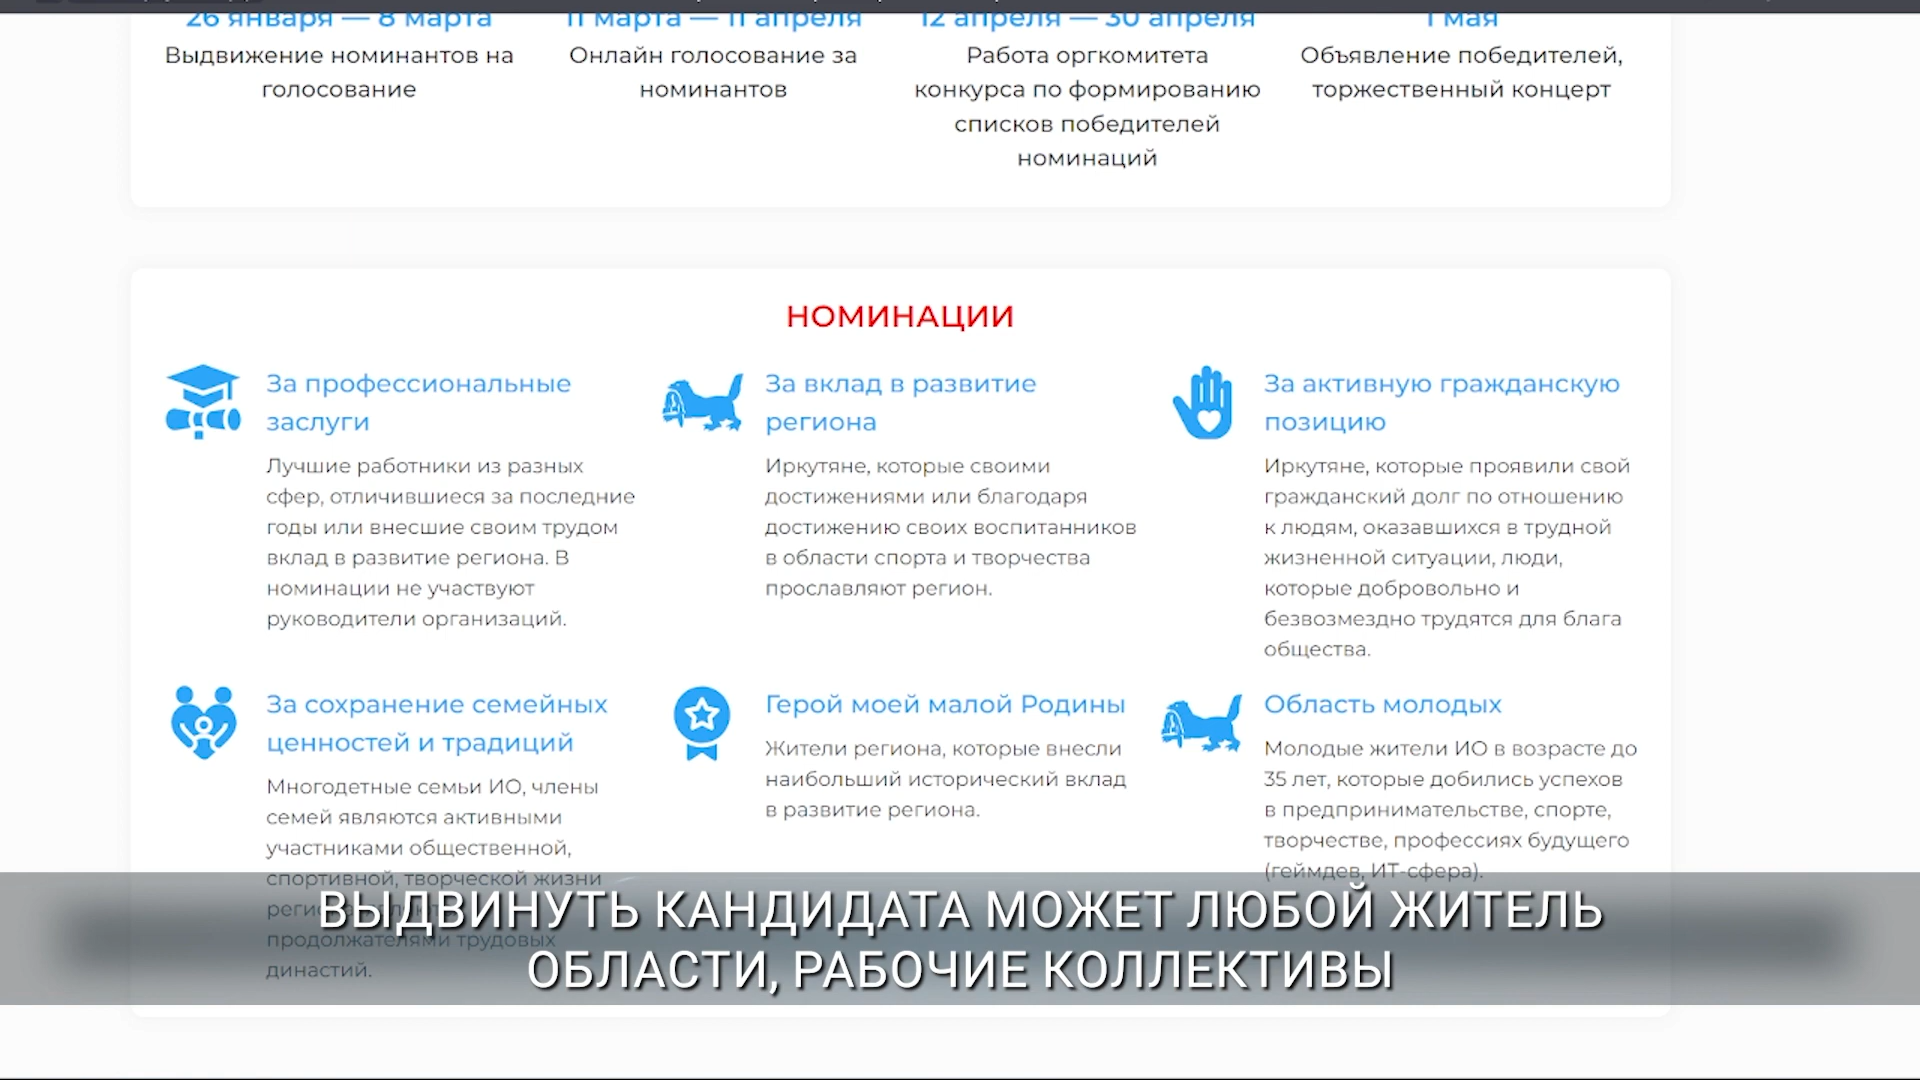 26 января — 8 марта
Выдвижение номинантов на
голосование
11 марта — 11 апреля
Онлайн голосование за
номинантов
12 апреля — 30 апреля
Работа оргкомитета
конкурса по формированию
списков победителей
номинаций
1 мая
Объявление победителей,
торжественный концерт
НОМИНАЦИИ
За профессиональные
заслуги
Лучшие работники из разных
сфер, отличившиеся за последние
годы или внесшие своим трудом
вклад в развитие региона. В
номинации не участвуют
руководители организаций.
За вклад в развитие
региона
Иркутяне, которые своими
достижениями или благодаря
достижению своих воспитанников
в области спорта и творчества
прославляют регион.
За активную гражданскую
позицию
Иркутяне, которые проявили свой
гражданский долг по отношению
к людям, оказавшихся в трудной
жизненной ситуации, люди,
которые добровольно и
безвозмездно трудятся для блага
общества.
За сохранение семейных
ценностей и традиций
Многодетные семьи ИО, члены
семей являются активными
участниками общественной,
спортивной, творческой жизни
продолжателями трудовых
династий.
Герой моей малой Родины
Жители региона, которые внесли
наибольший исторический вклад
в развитие региона.
Область молодых
Молодые жители ИО в возрасте до
35 лет, которые добились успехов
в предпринимательстве, спорте,
творчестве, профессиях будущего
(геймдев, ИТ-сфера).
ВЫДВИНУТЬ КАНДИДАТА МОЖЕТ ЛЮБОЙ ЖИТЕЛЬ
ОБЛАСТИ, РАБОЧИЕ КОЛЛЕКТИВЫ